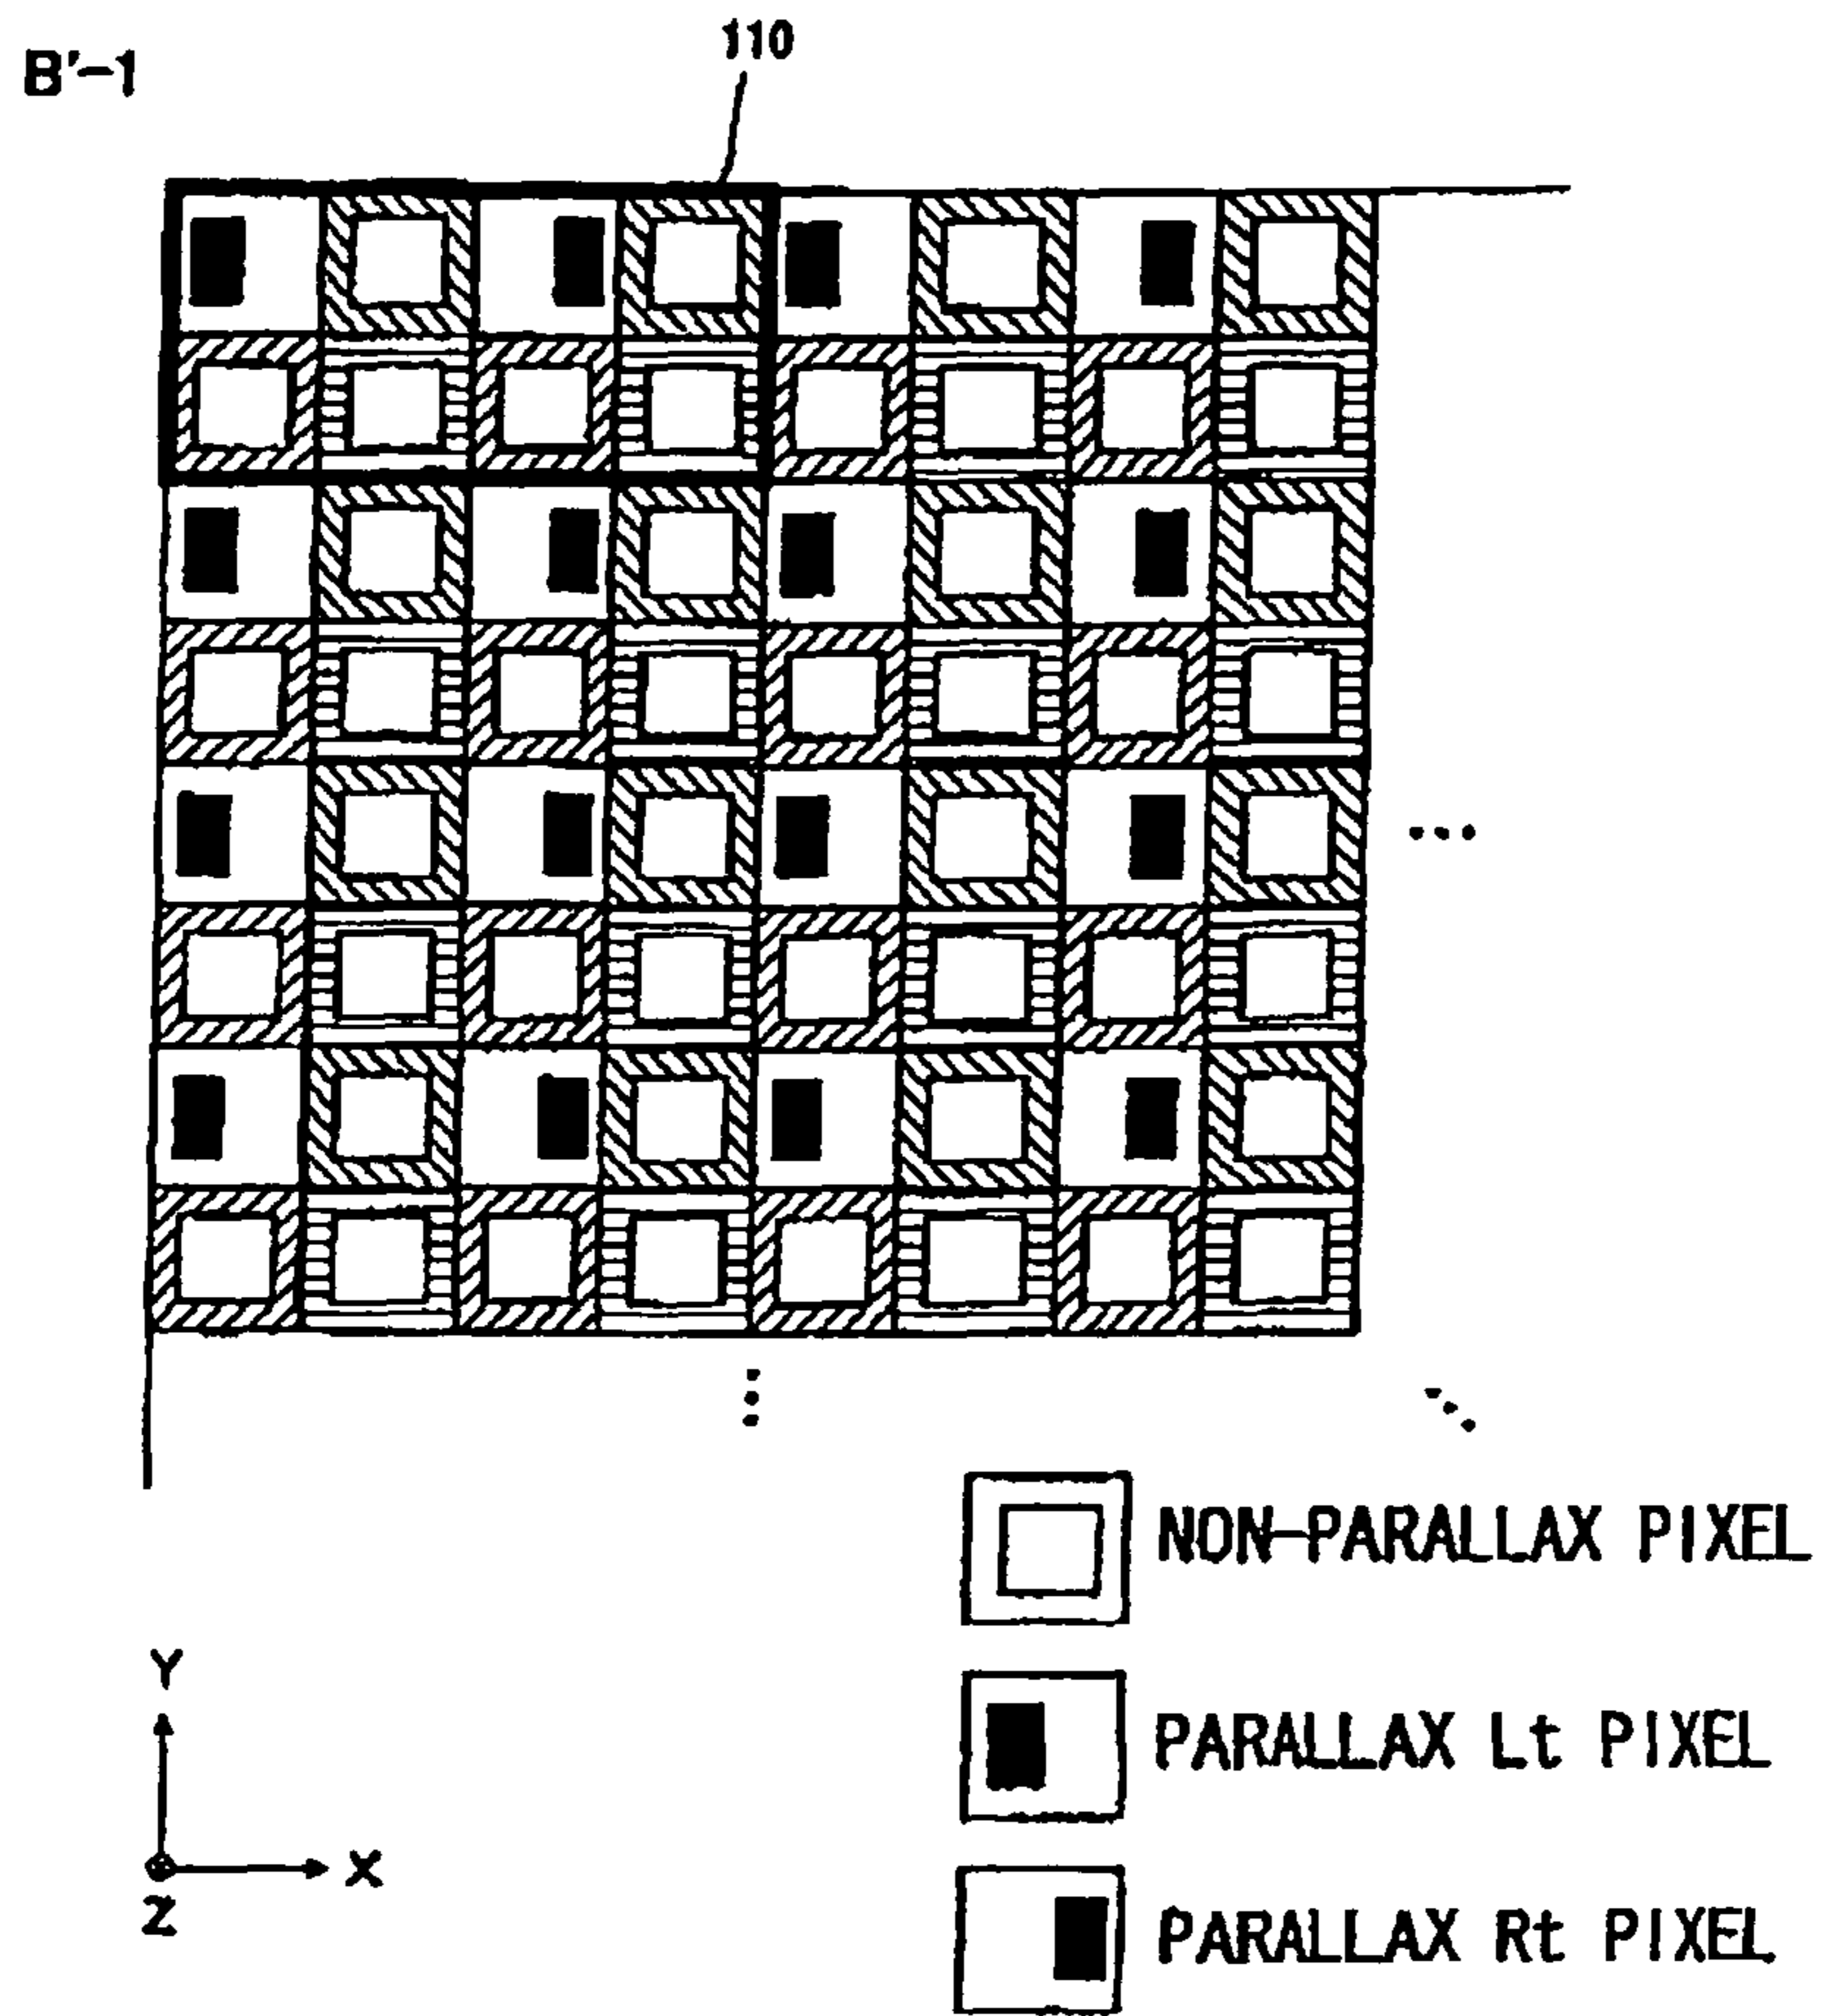 B'-1
110
NON-PARALLAX PIXEL
Y
PARALLAX Lt PIXEL
X
Z
PARALLAX Rt PIXEL